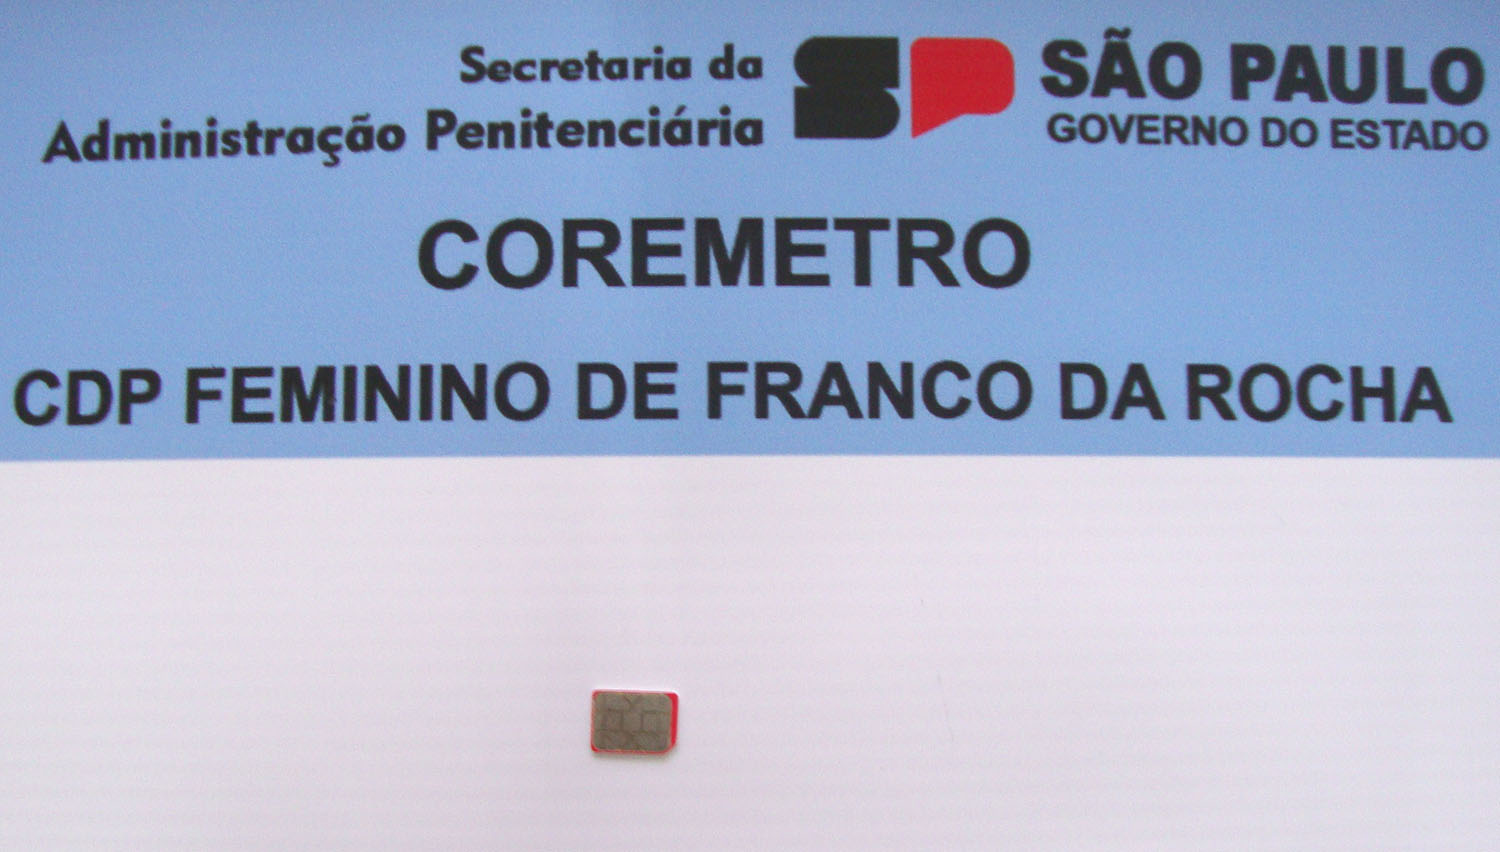 Secretaria da
Administração Penitenciária
SP
SÃO PAULO
GOVERNO DO ESTADO
COREMETRO
CDP FEMININO DE FRANCO DA ROCHA